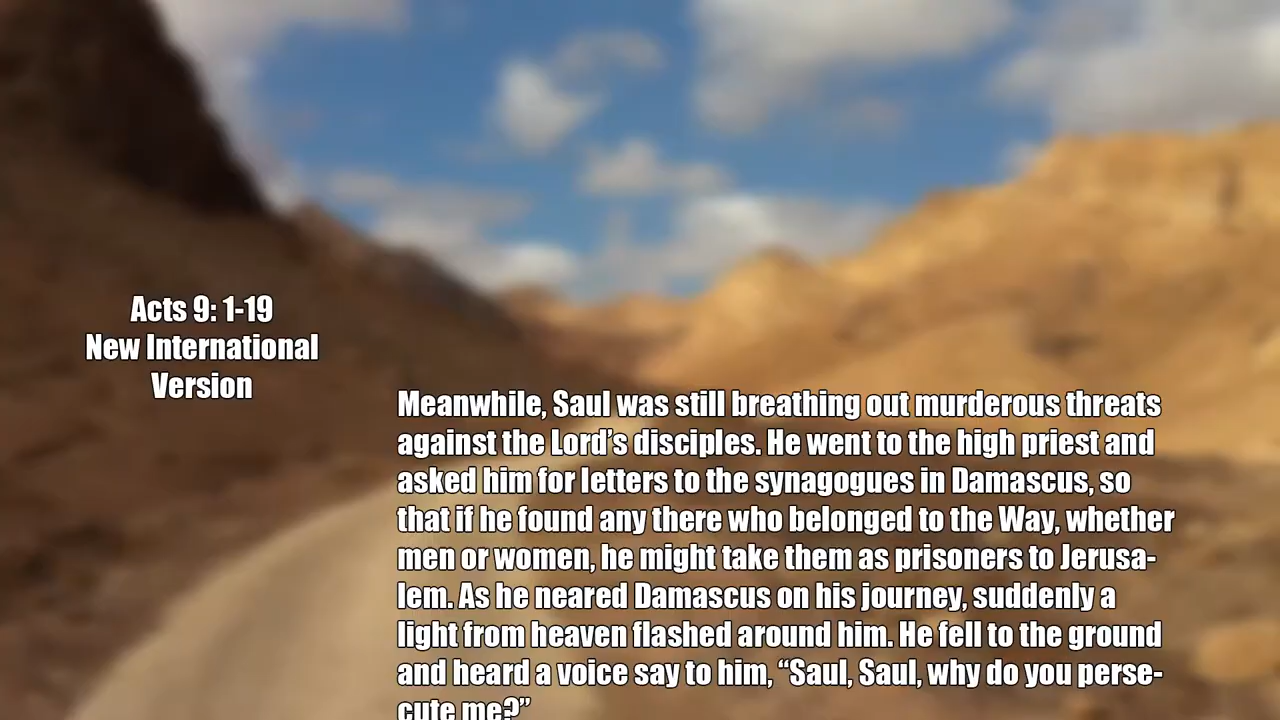 Acts 9: 1-19
New International
Version
Meanwhile, Saul was still breathing out murderous threats
against the Lord’s disciples. He went to the high priest and
asked him for letters to the synagogues in Damascus, so
that if he found any there who belonged to the Way, whether
men or women, he might take them as prisoners to Jerusa-
lem. As he neared Damascus on his journey, suddenly a
light from heaven flashed around him. He fell to the ground
and heard a voice say to him, “Saul, Saul, why do you perse-
cute me?”